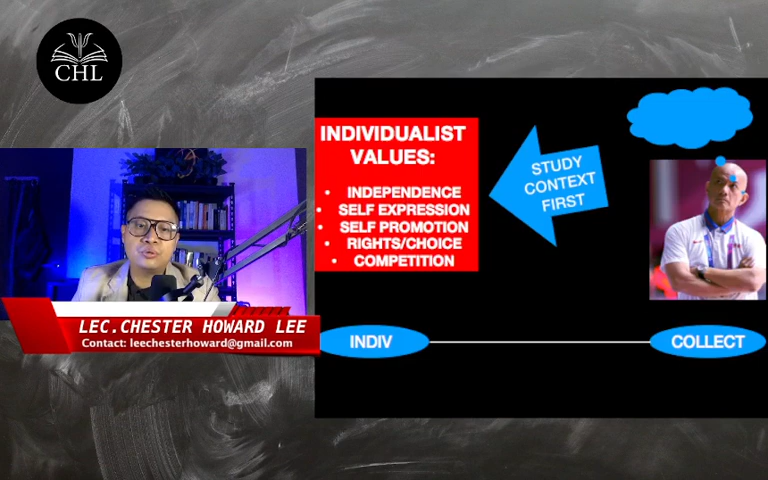 CHL
INDIVIDUALIST
VALUES:
• INDEPENDENCE
• SELF EXPRESSION
• SELF PROMOTION
• RIGHTS/CHOICE
• COMPETITION
STUDY
CONTEXT
FIRST
LEC.CHESTER HOWARD LEE
Contact: leechesterhoward@gmail.com
INDIV
COLLECT